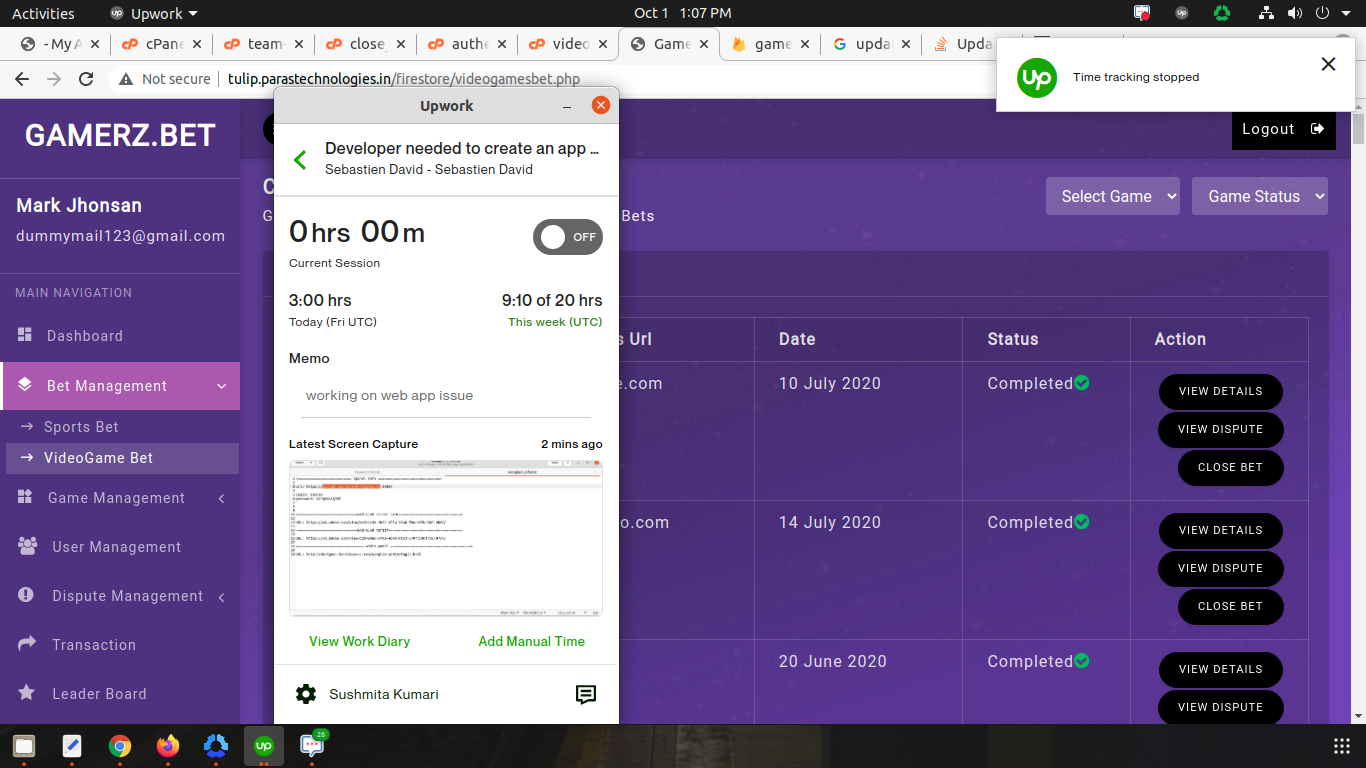 Activities
Upwork
Oct 1 1:07 PM
- My A
cPane
team-
close_
authe
video
Game
game
upda
Upda
Not secure
tulip.parastechnologies.in/firestore/videogamesbet.php
up
Time tracking stopped
GAMERZ.BET
Mark Jhonsan
dummymail123@gmail.com
MAIN NAVIGATION
Dashboard
Bet Management
Sports Bet
VideoGame Bet
Game Management
User Management
Dispute Management
Transaction
Leader Board
Upwork
Developer needed to create an app ...
Sebastien David - Sebastien David
0 hrs 00 m
OFF
Current Session
3:00 hrs
9:10 of 20 hrs
Today (Fri UTC)
This week (UTC)
Memo
working on web app issue
Latest Screen Capture
2 mins ago
View Work Diary
Add Manual Time
Sushmita Kumari
Logout
Select Game
Game Status
Bets
s Url
Date
Status
Action
e.com
10 July 2020
Completed
VIEW DETAILS
VIEW DISPUTE
CLOSE BET
o.com
14 July 2020
Completed
VIEW DETAILS
VIEW DISPUTE
CLOSE BET
20 June 2020
Completed
VIEW DETAILS
VIEW DISPUTE
up
26